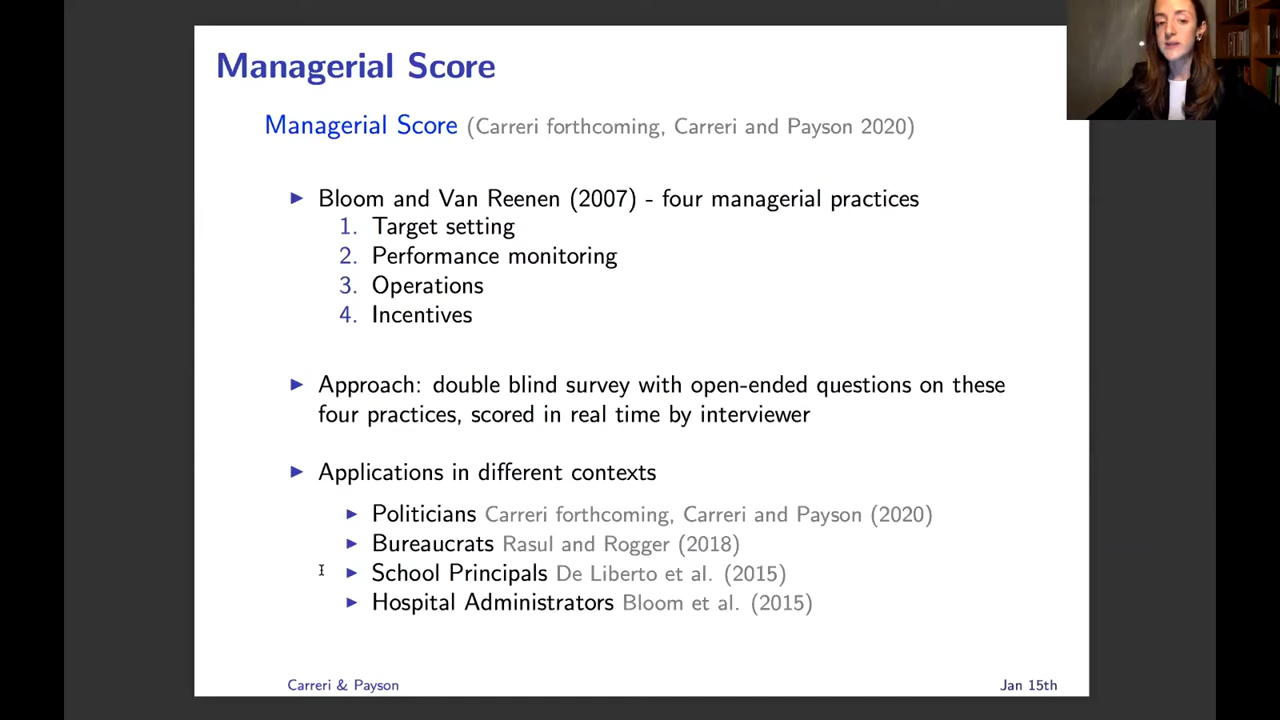 Managerial Score
Managerial Score (Carreri forthcoming, Carreri and Payson 2020)
▶ Bloom and Van Reenen (2007) - four managerial practices
1. Target setting
2. Performance monitoring
3. Operations
4. Incentives
▶ Approach: double blind survey with open-ended questions on these
four practices, scored in real time by interviewer
▶ Applications in different contexts
▶ Politicians Carreri forthcoming, Carreri and Payson (2020)
▶ Bureaucrats Rasul and Rogger (2018)
▶ School Principals De Liberto et al. (2015)
▶ Hospital Administrators Bloom et al. (2015)
Carreri & Payson Jan 15th